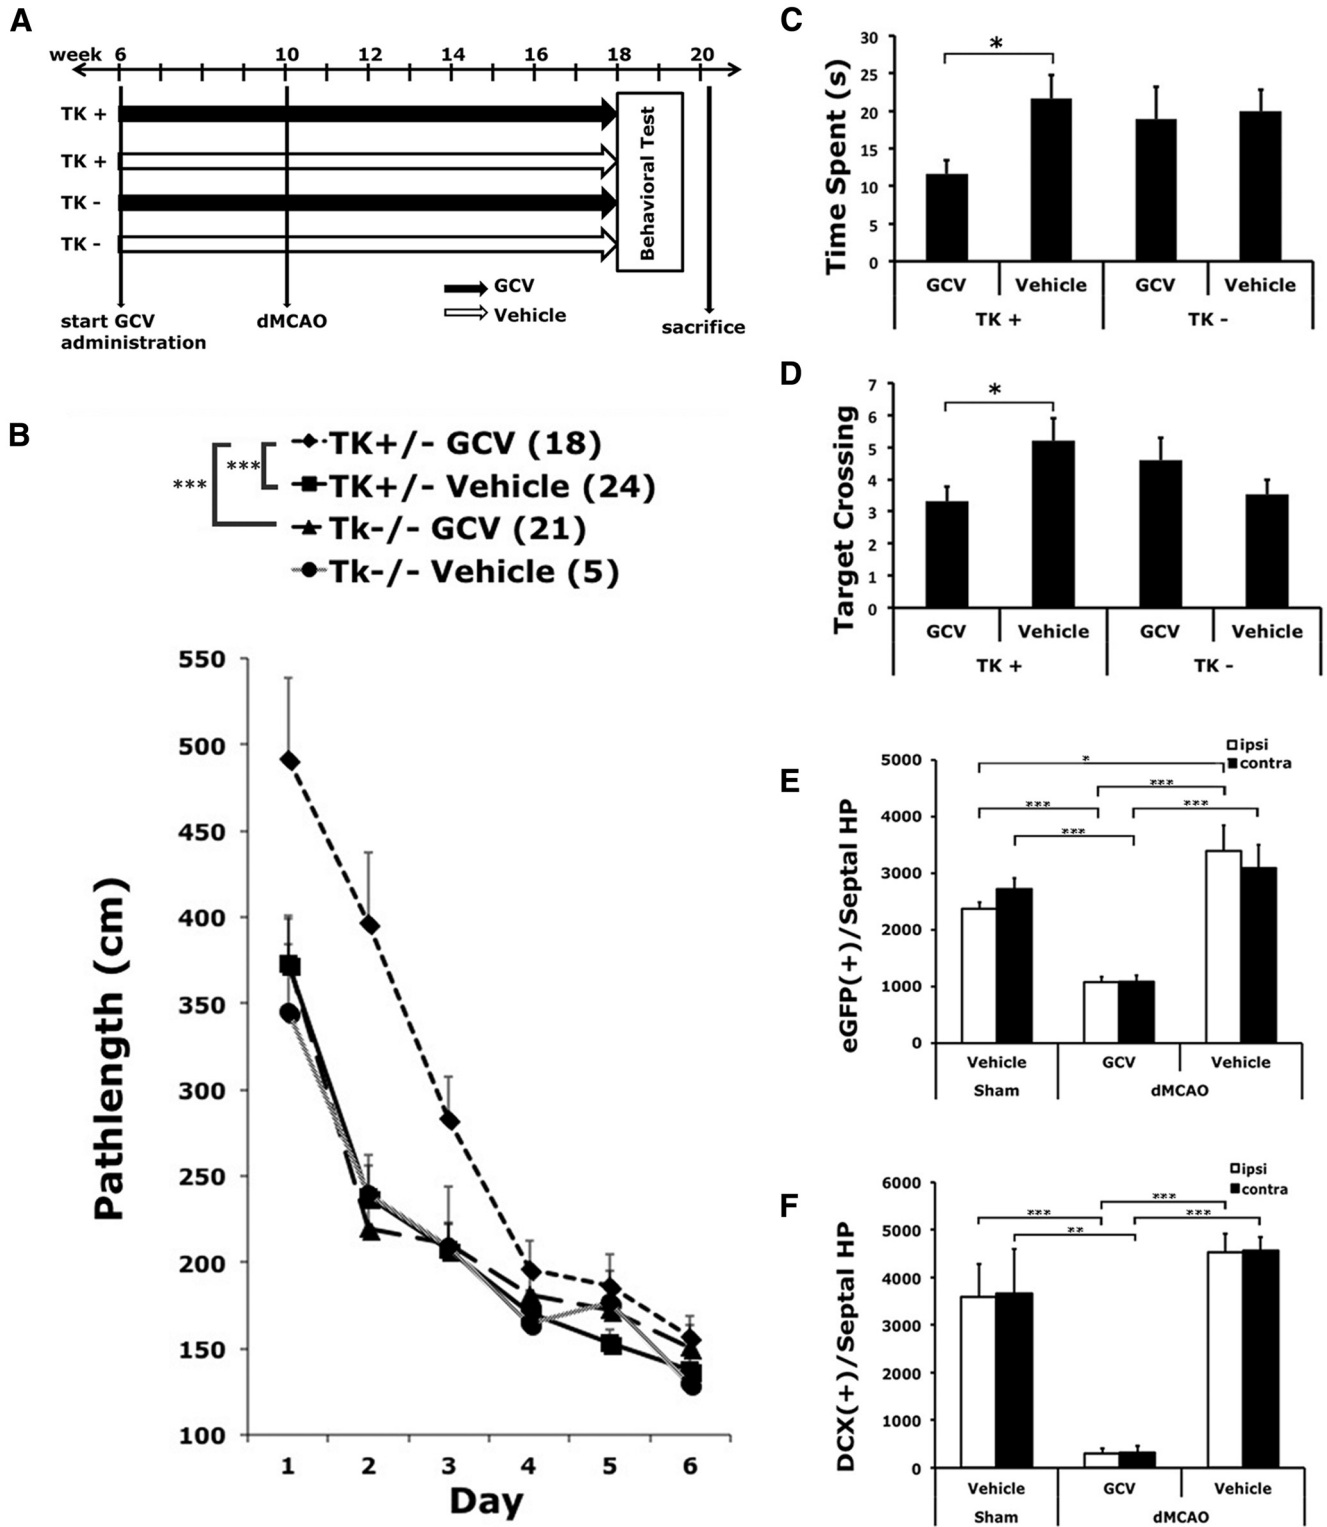 A
week 6 10 12 14 16 18 20
TK +
TK +
TK -
TK -
Behavioral Test
GCV
Vehicle
start GCV
administration
dMCAO
sacrifice
B
*** ***
TK+/- GCV (18)
TK+/- Vehicle (24)
Tk-/- GCV (21)
Tk-/- Vehicle (5)
Pathlength (cm)
550
500
450
400
350
300
250
200
150
100
1 2 3 4 5 6
Day
C
Time Spent (s)
30
25
20
15
10
5
0
*
GCV Vehicle GCV Vehicle
TK + TK -
D
Target Crossing
7
6
5
4
3
2
1
0
*
GCV Vehicle GCV Vehicle
TK + TK -
E
eGFP(+)/Septal HP
ipsi
contra
5000
4000
3000
2000
1000
0
*
***
*** ***
***
Vehicle GCV Vehicle
Sham dMCAO
F
DCX(+)/Septal HP
ipsi
contra
6000
5000
4000
3000
2000
1000
0
***
*** ***
**
Vehicle GCV Vehicle
Sham dMCAO